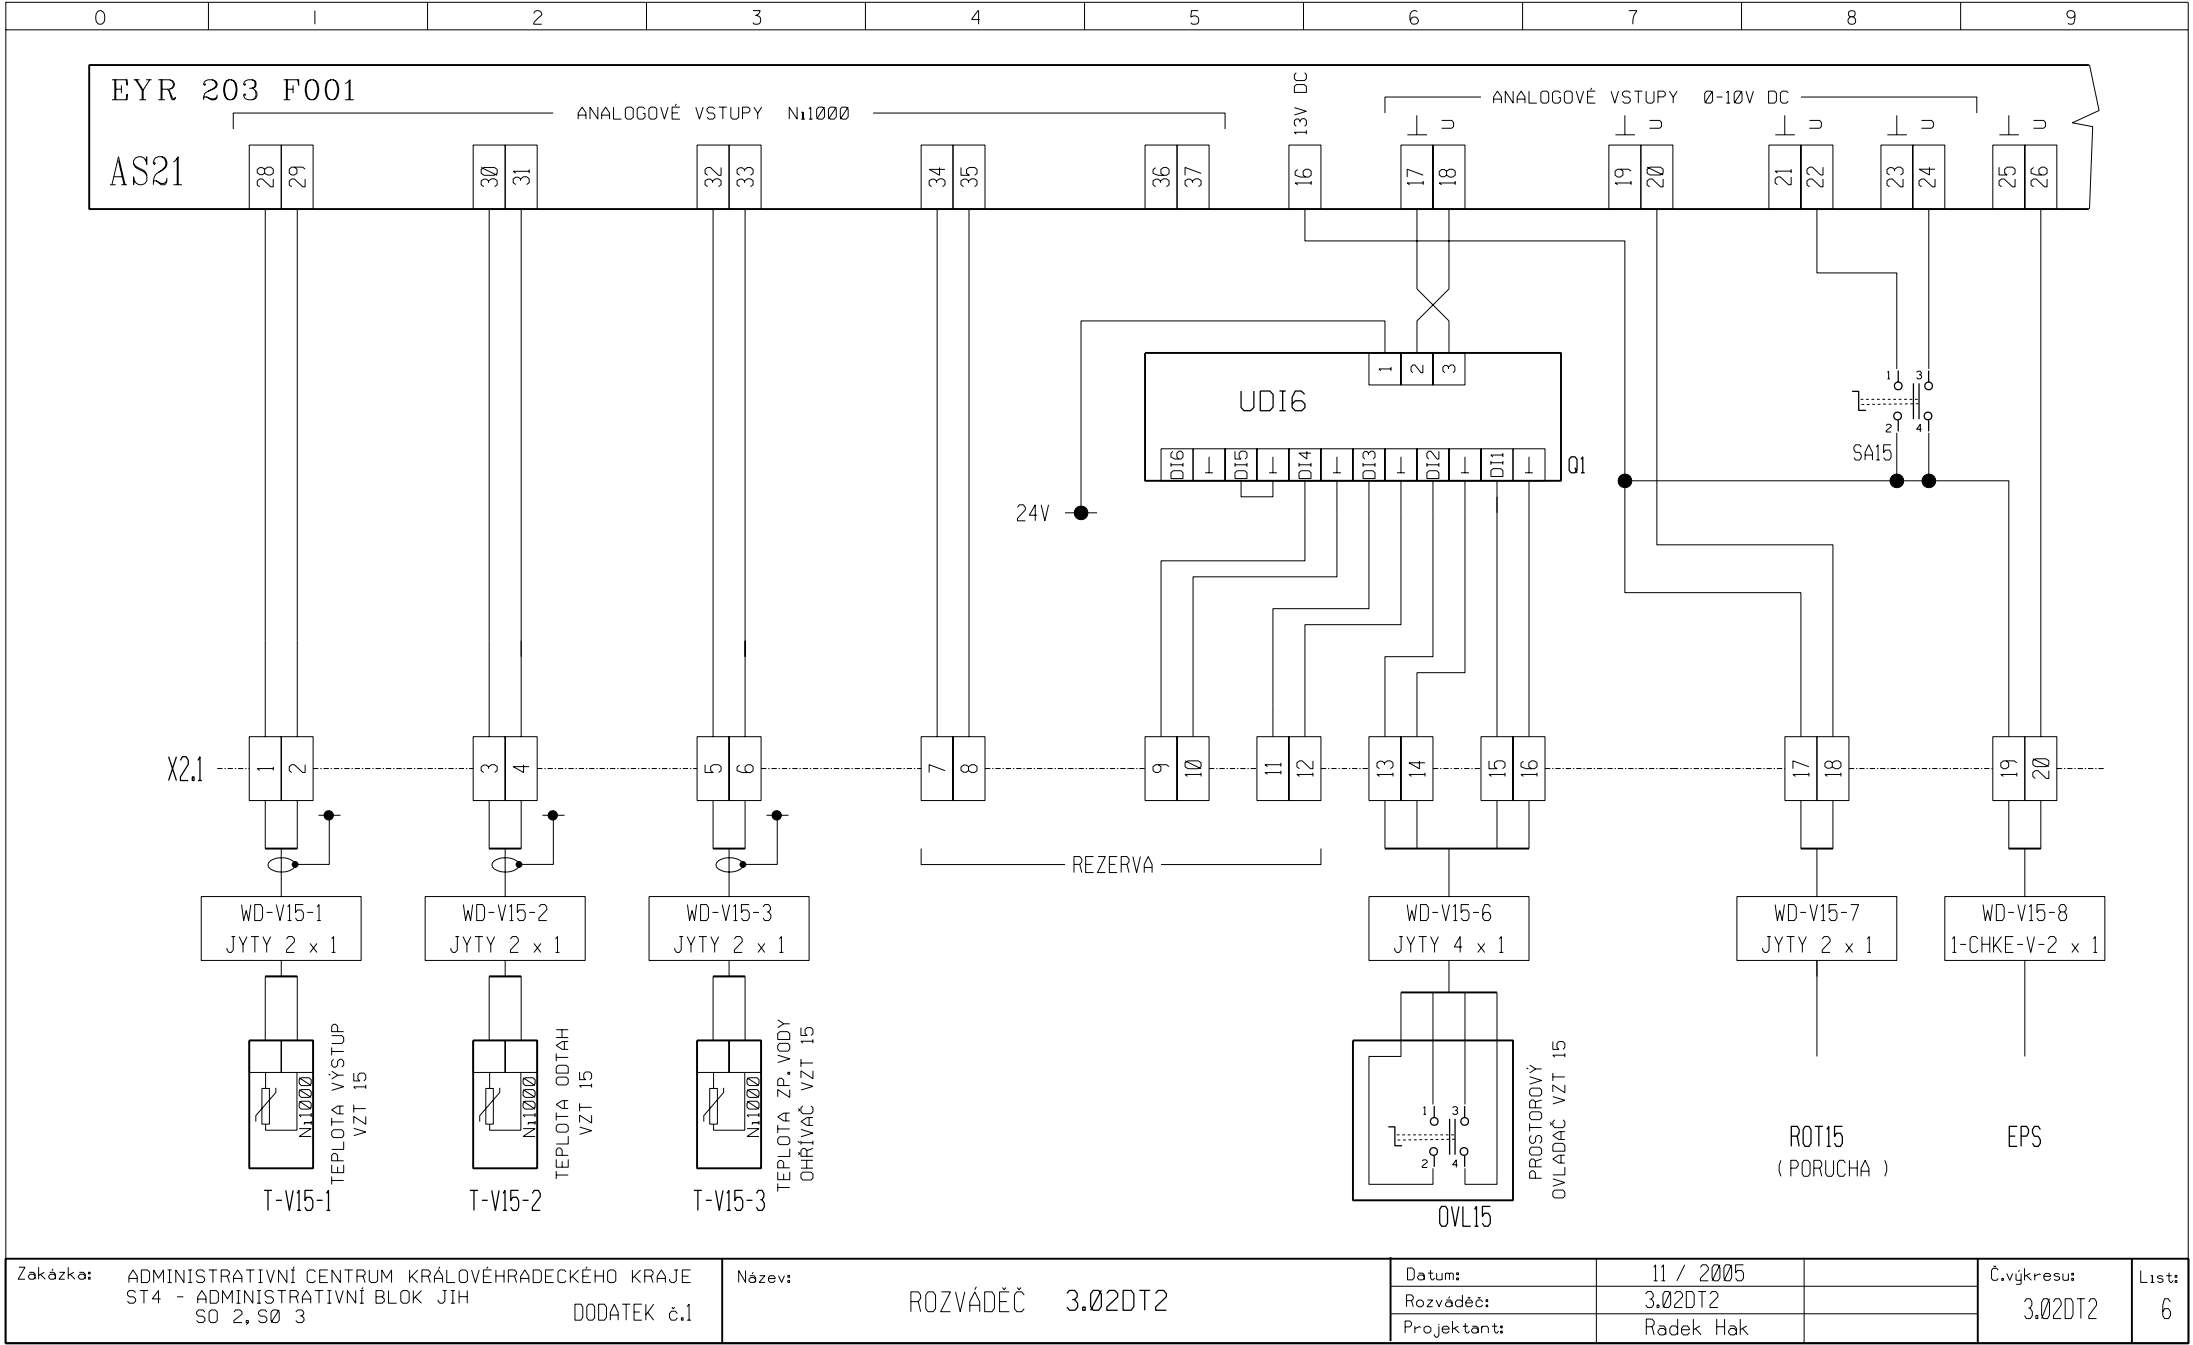 0 1 2 3 4 5 6 7 8 9
EYR 203 F001
ANALOGOVÉ VSTUPY Ni1000
13V DC
ANALOGOVÉ VSTUPY 0-10V DC
⊥ U ⊥ U ⊥ U ⊥ U ⊥ U
AS21
28 29 30 31 32 33 34 35 36 37 16 17 18 19 20 21 22 23 24 25 26
1 2 3
UDI6
1 3
2 4
SA15
DI6 ⊥ DI5 ⊥ DI4 ⊥ DI3 ⊥ DI2 ⊥ DI1 ⊥
Q1
24V
X2.1
1 2 3 4 5 6 7 8 9 10 11 12 13 14 15 16 17 18 19 20
REZERVA
WD-V15-1
JYTY 2 x 1
WD-V15-2
JYTY 2 x 1
WD-V15-3
JYTY 2 x 1
WD-V15-6
JYTY 4 x 1
WD-V15-7
JYTY 2 x 1
WD-V15-8
1-CHKE-V-2 x 1
Ni1000
TEPLOTA VÝSTUP
VZT 15
T-V15-1
Ni1000
TEPLOTA ODTAH
VZT 15
T-V15-2
Ni1000
TEPLOTA ZP. VODY
OHŘÍVAČ VZT 15
T-V15-3
1 3
2 4
PROSTOROVÝ
OVLADAČ VZT 15
OVL15
ROT15
( PORUCHA )
EPS
Zakázka:
ADMINISTRATIVNÍ CENTRUM KRÁLOVÉHRADECKÉHO KRAJE
ST4 - ADMINISTRATIVNÍ BLOK JIH
SO 2, SØ 3
DODATEK č.1
Název:
ROZVÁDĚČ 3.02DT2
Datum: 11 / 2005
Rozváděč: 3.02DT2
Projektant: Radek Hak
Č.výkresu:
3.02DT2
List:
6